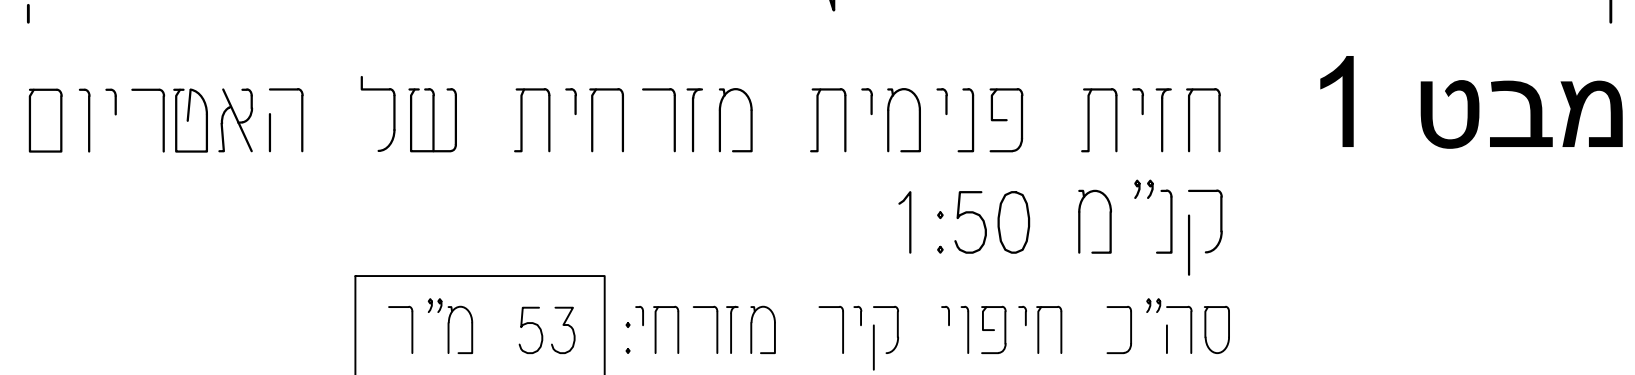 מבט 1 חזית פנימית מזרחית של האטריום
קנ"מ 1:50
סה"כ חיפוי קיר מזרחי: 53 מ"ר